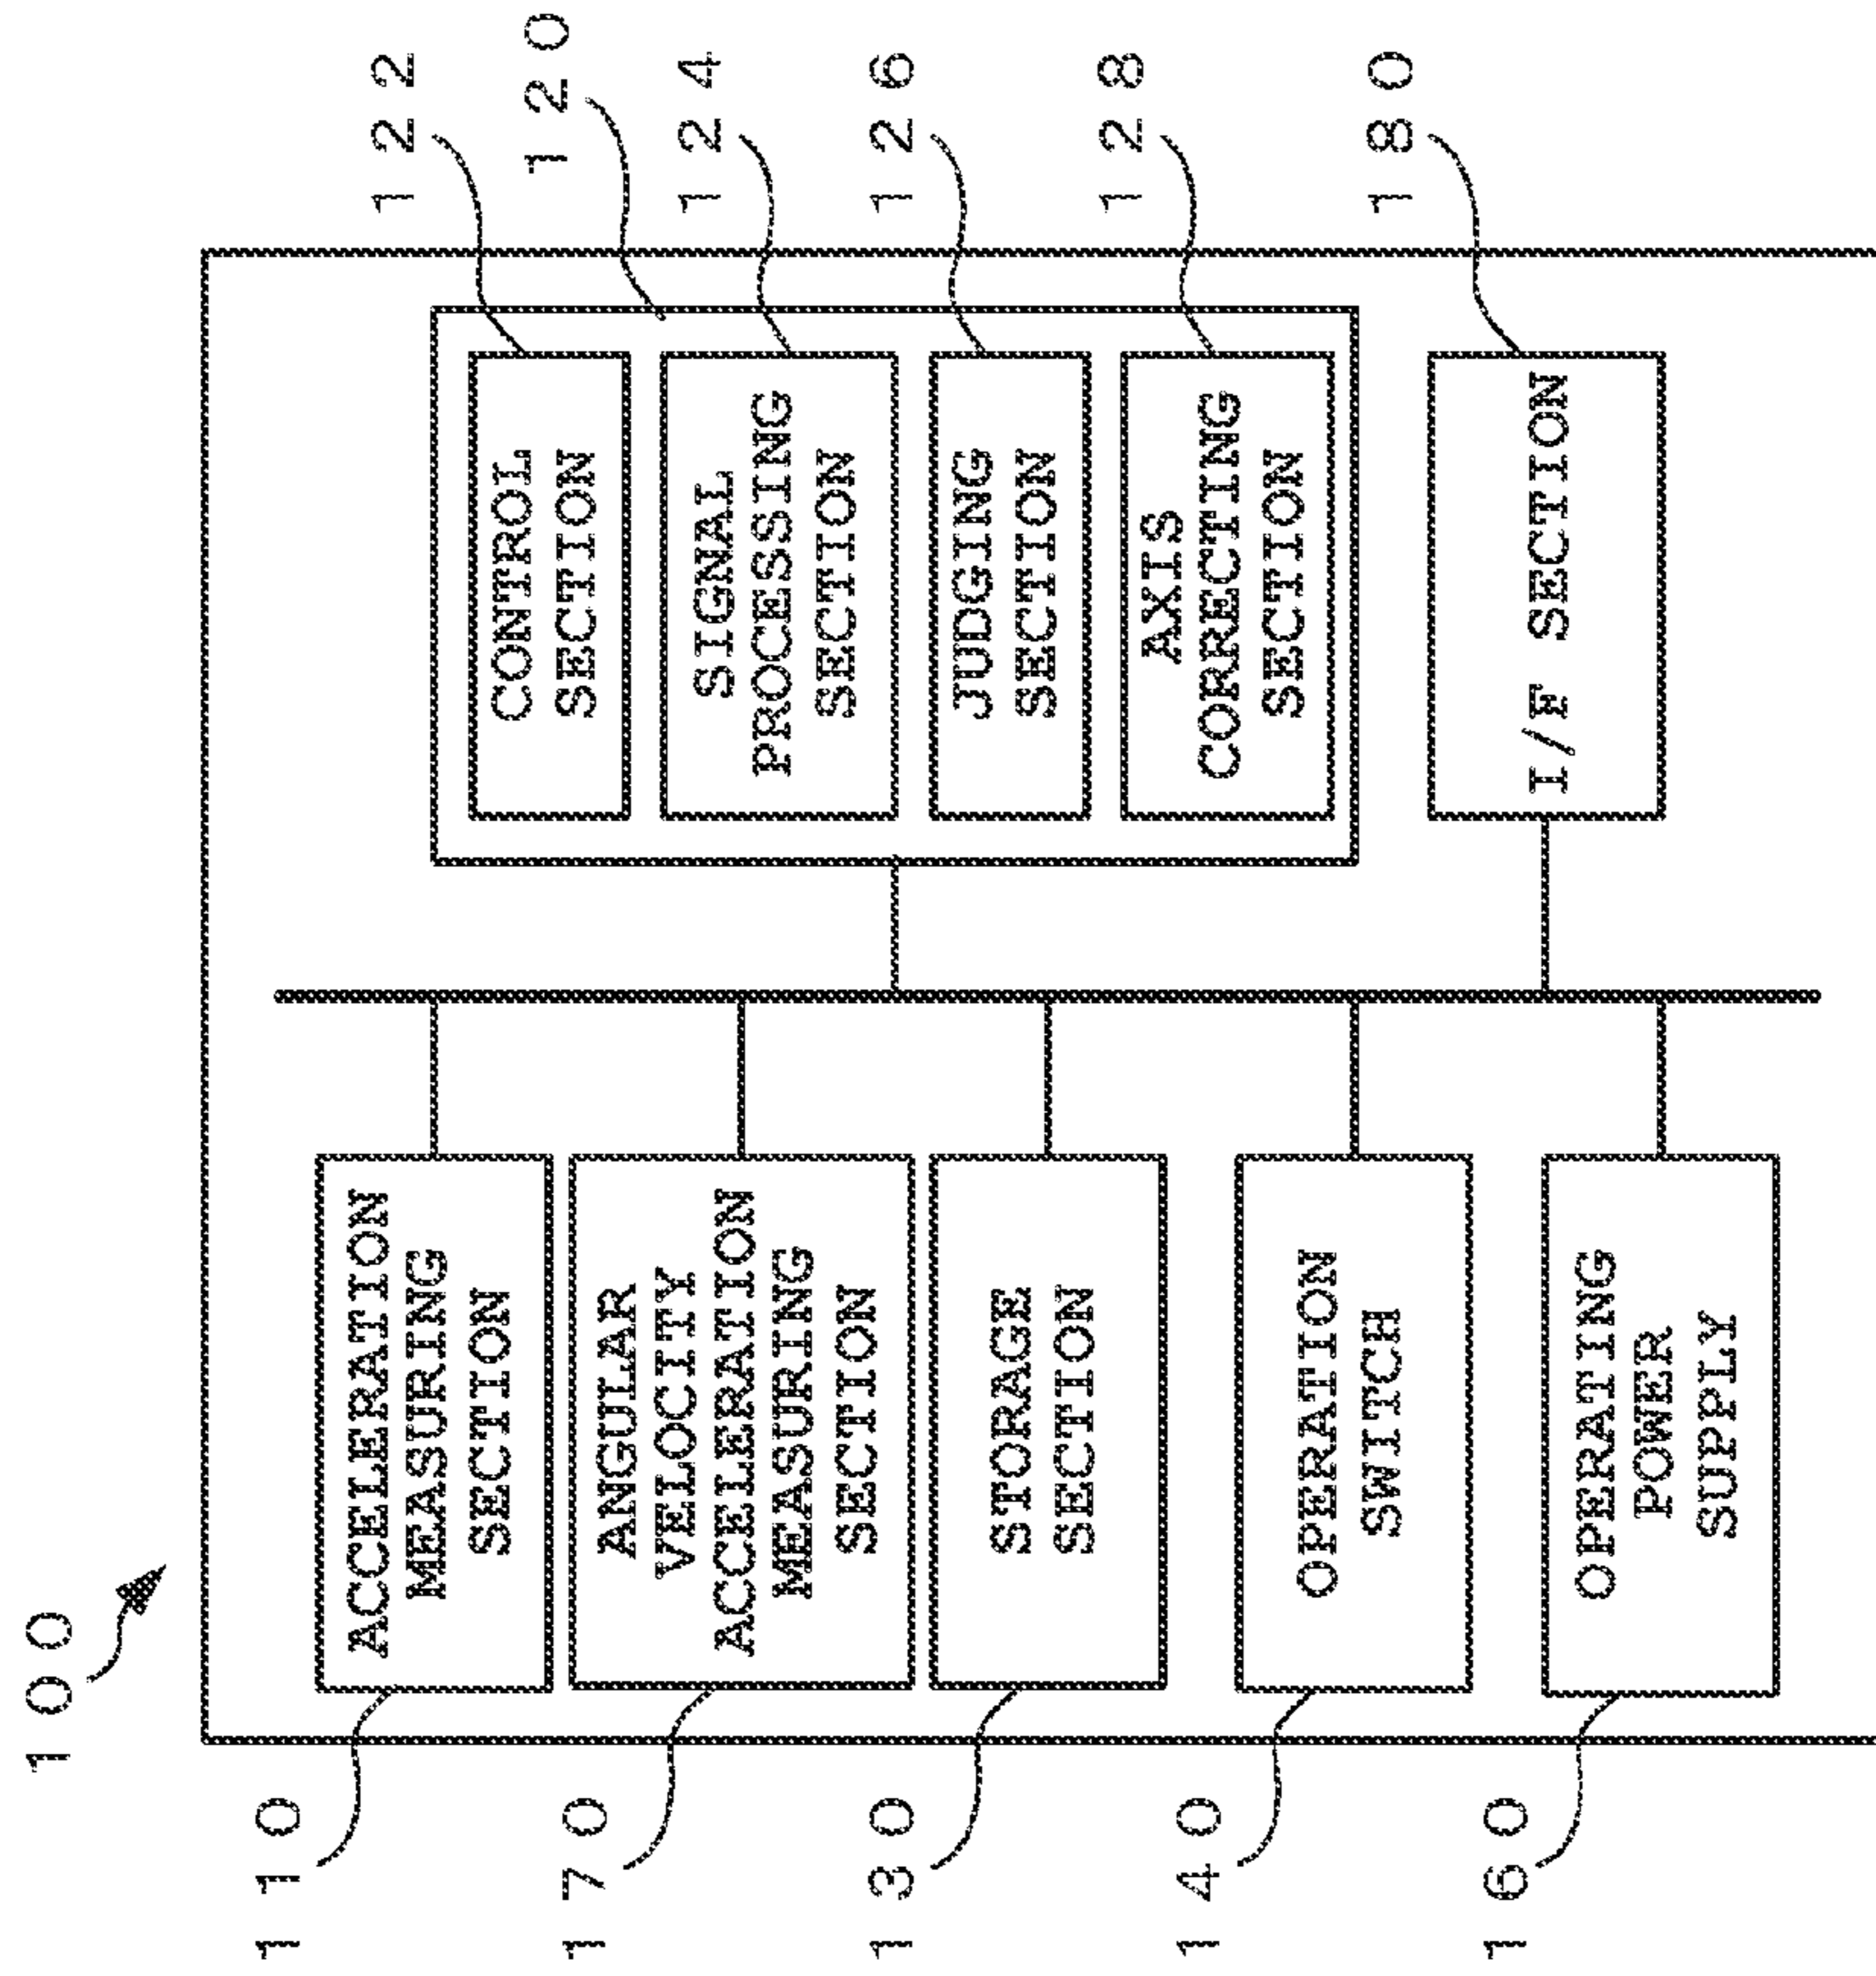 100
110
ACCELERATION
MEASURING
SECTION
170
ANGULAR
VELOCITY
ACCELERATION
MEASURING
SECTION
130
STORAGE
SECTION
140
OPERATION
SWITCH
160
OPERATING
POWER
SUPPLY
122
CONTROL
SECTION
120
124
SIGNAL
PROCESSING
SECTION
126
JUDGING
SECTION
128
AXIS
CORRECTING
SECTION
180
I/F SECTION